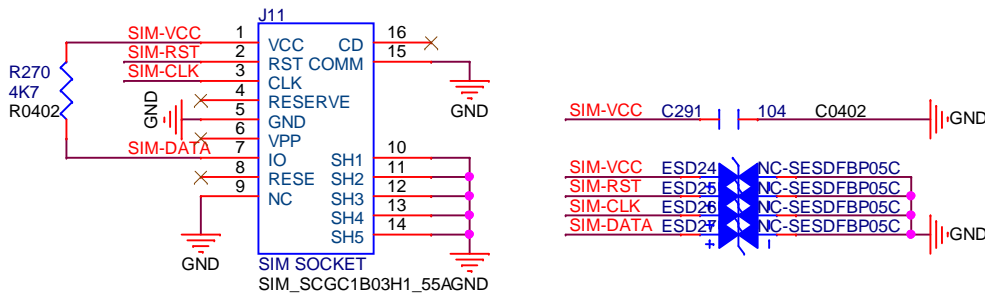 J11
SIM-VCC 1 VCC CD 16
SIM-RST 2 RST COMM 15
SIM-CLK 3 CLK
R270
4K7
R0402
4 RESERVE
GND
GND 5 GND
6 VPP
SIM-DATA 7 IO SH1 10
8 RESE SH2 11
9 NC SH3 12
SH4 13
SH5 14
GND
SIM SOCKET
SIM_SCGC1B03H1_55A
GND
SIM-VCC C291 104 C0402 GND
SIM-VCC ESD24 NC-SESDFBP05C
SIM-RST ESD25 NC-SESDFBP05C
SIM-CLK ESD26 NC-SESDFBP05C
SIM-DATA ESD27 NC-SESDFBP05C GND